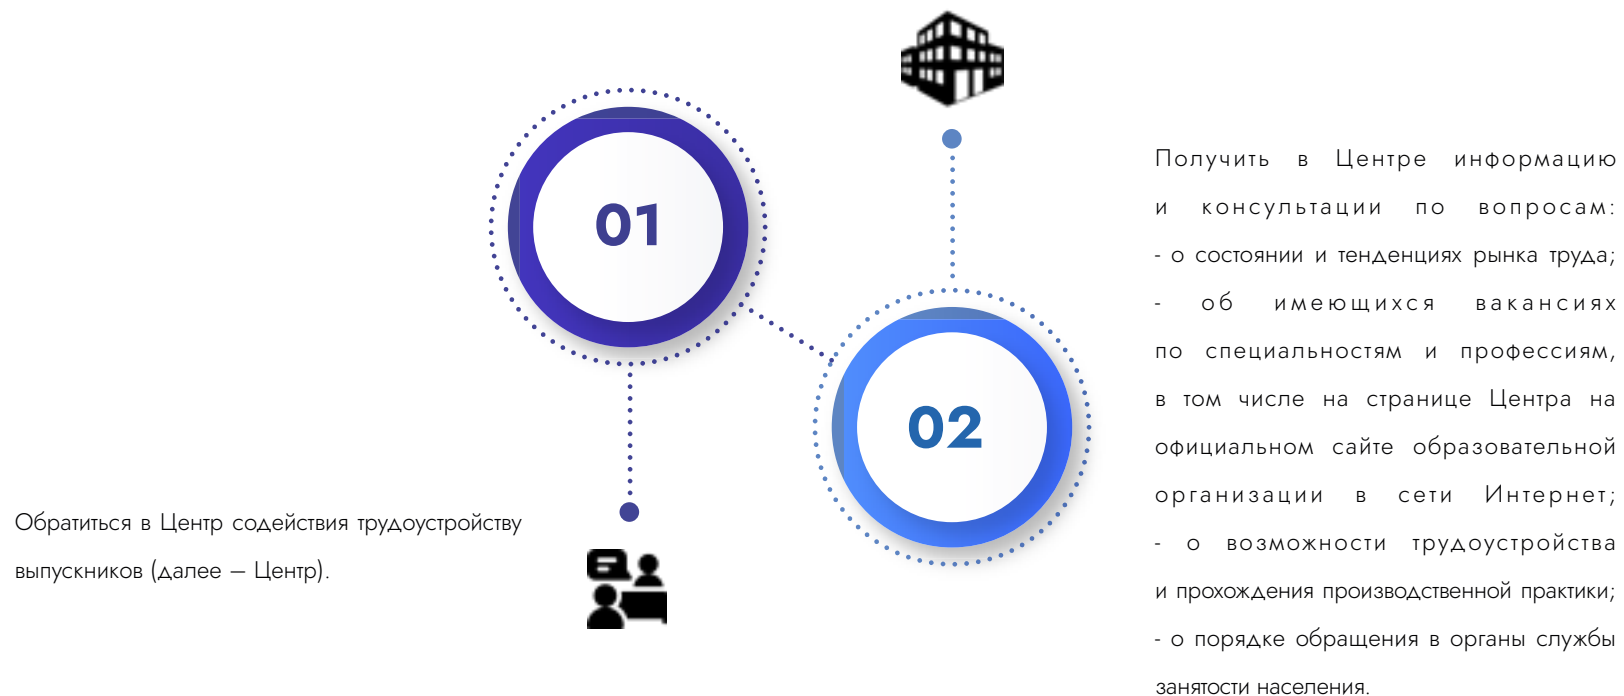 01
Обратиться в Центр содействия трудоустройству
выпускников (далее – Центр).
02
Получить в Центре информацию
и консультации по вопросам:
- о состоянии и тенденциях рынка труда;
- об имеющихся вакансиях
по специальностям и профессиям,
в том числе на странице Центра на
официальном сайте образовательной
организации в сети Интернет;
- о возможности трудоустройства
и прохождения производственной практики;
- о порядке обращения в органы службы
занятости населения.